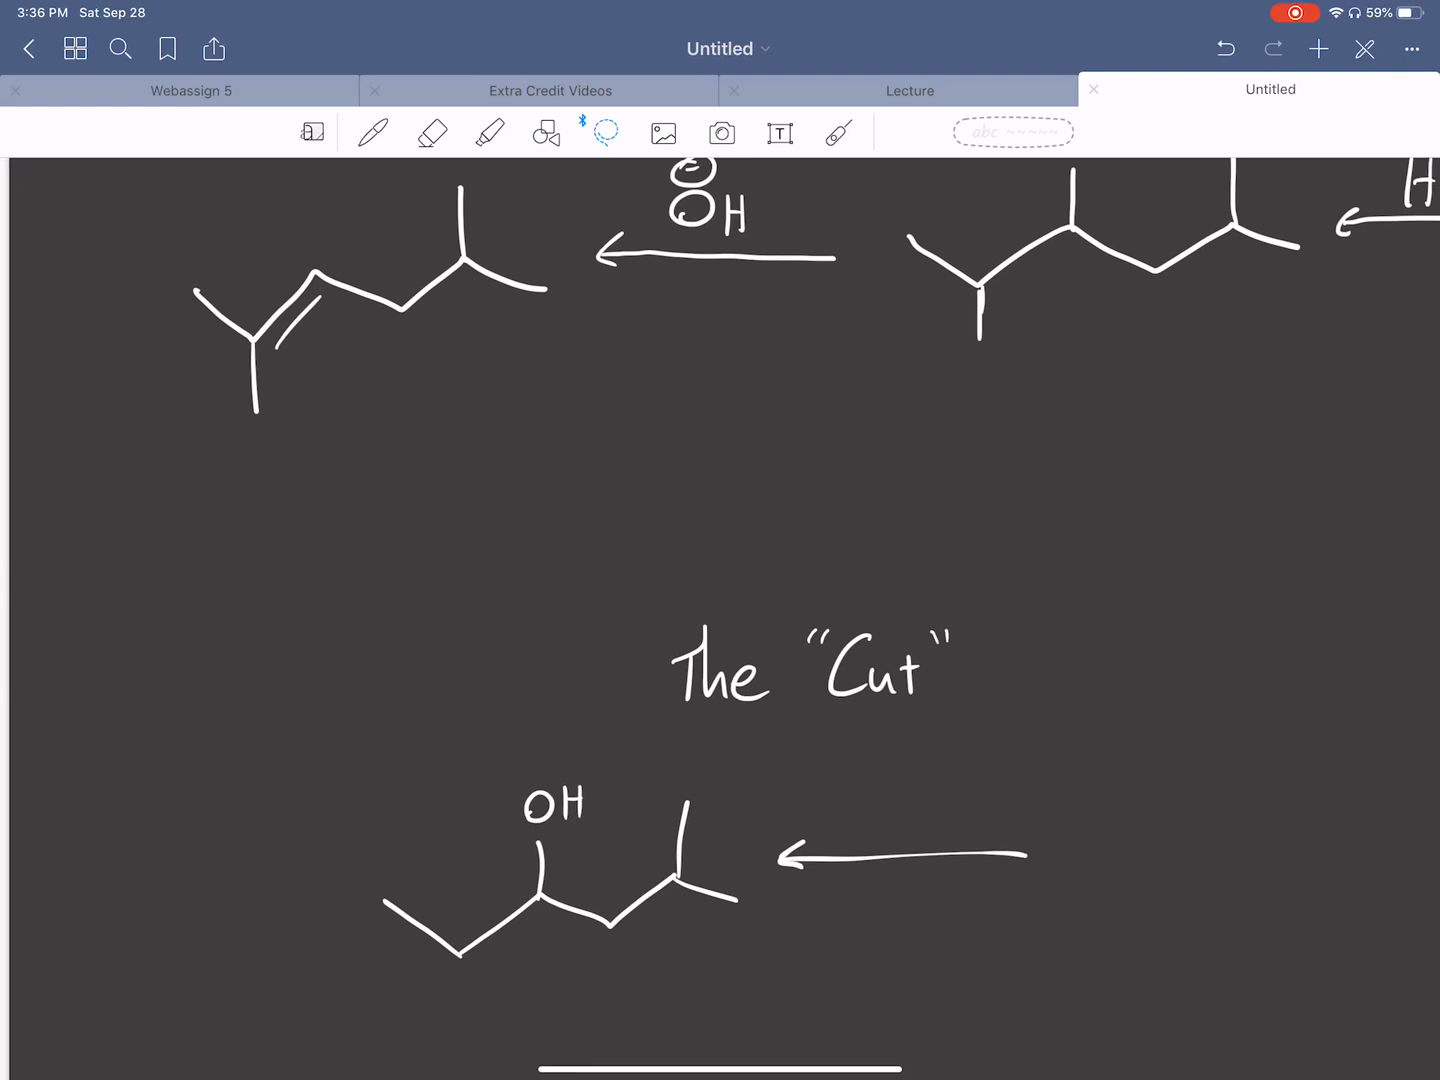 3:36 PM Sat Sep 28
59%
Untitled
Webassign 5
Extra Credit Videos
Lecture
Untitled
T
abc ~~~~~
⊖
OH
H
The "Cut"
OH